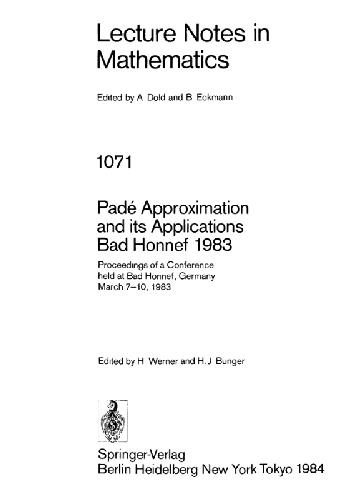 Lecture Notes in
Mathematics
Edited by A. Dold and B. Eckmann
1071
Padé Approximation
and its Applications
Bad Honnef 1983
Proceedings of a Conference
held at Bad Honnef, Germany
March 7–10, 1983
Edited by H. Werner and H. J. Bunger
Springer-Verlag
Berlin Heidelberg New York Tokyo 1984